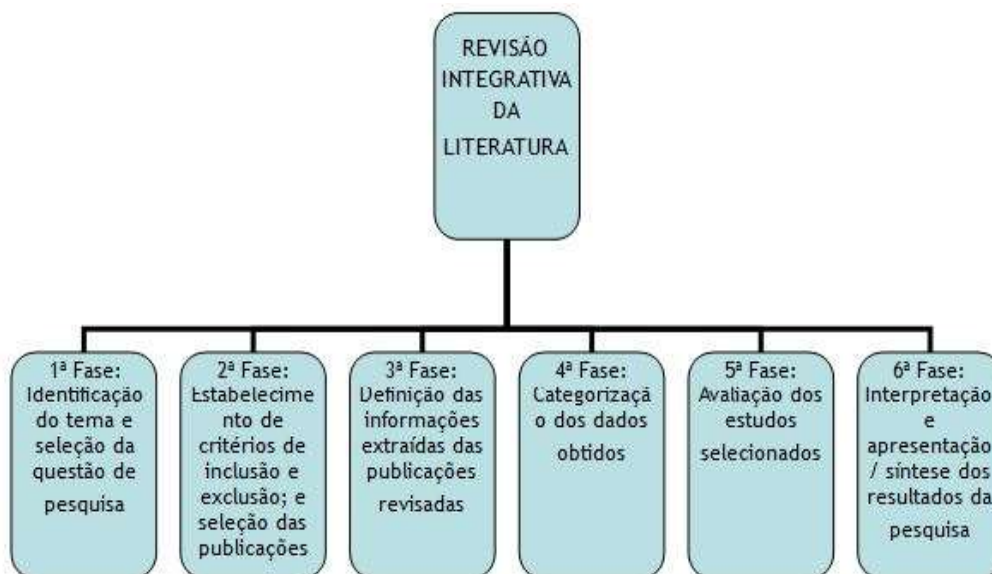 REVISÃO
INTEGRATIVA
DA
LITERATURA
1ª Fase:
Identificação
do tema e
seleção da
questão de
pesquisa
2ª Fase:
Estabelecime
nto de
critérios de
inclusão e
exclusão; e
seleção das
publicações
3ª Fase:
Definição das
informações
extraídas das
publicações
revisadas
4ª Fase:
Categorizaçã
o dos dados
obtidos
5ª Fase:
Avaliação dos
estudos
selecionados
6ª Fase:
Interpretação
e
apresentação
/ síntese dos
resultados da
pesquisa